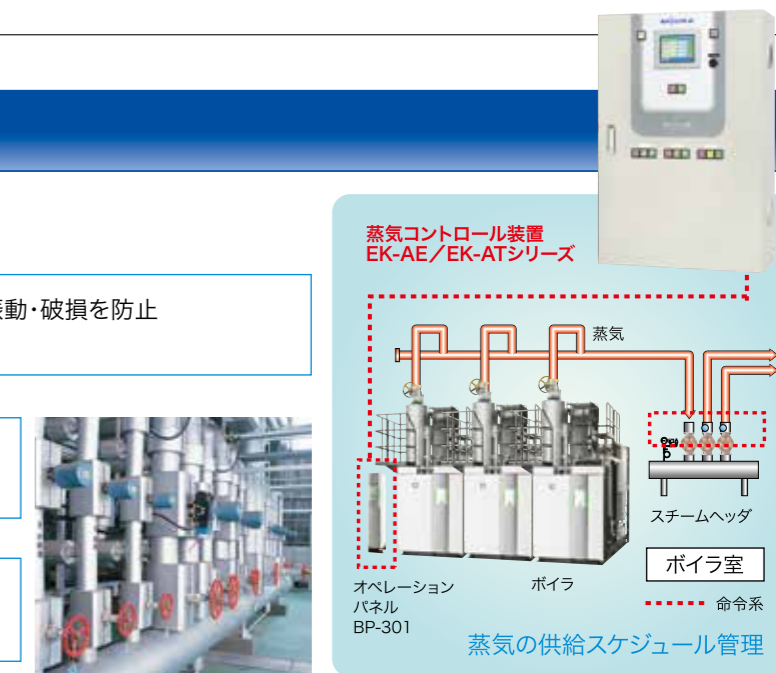 蒸気コントロール装置
EK-AE／EK-ATシリーズ
動・破損を防止
蒸気
スチームヘッダ
ボイラ室
オペレーション
パネル
BP-301
ボイラ
命令系
蒸気の供給スケジュール管理